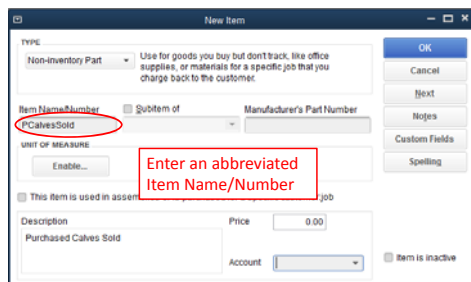 New Item
TYPE
Non-inventory Part
Use for goods you buy but don't track, like office
supplies, or materials for a specific job that you
charge back to the customer.
OK
Cancel
Next
Notes
Custom Fields
Spelling
Item Name/Number
Subitem of
Manufacturer's Part Number
PCalvesSold
UNIT OF MEASURE
Enable...
Enter an abbreviated
Item Name/Number
This item is used in assem
job
Description
Price
0.00
Purchased Calves Sold
Account
Item is inactive